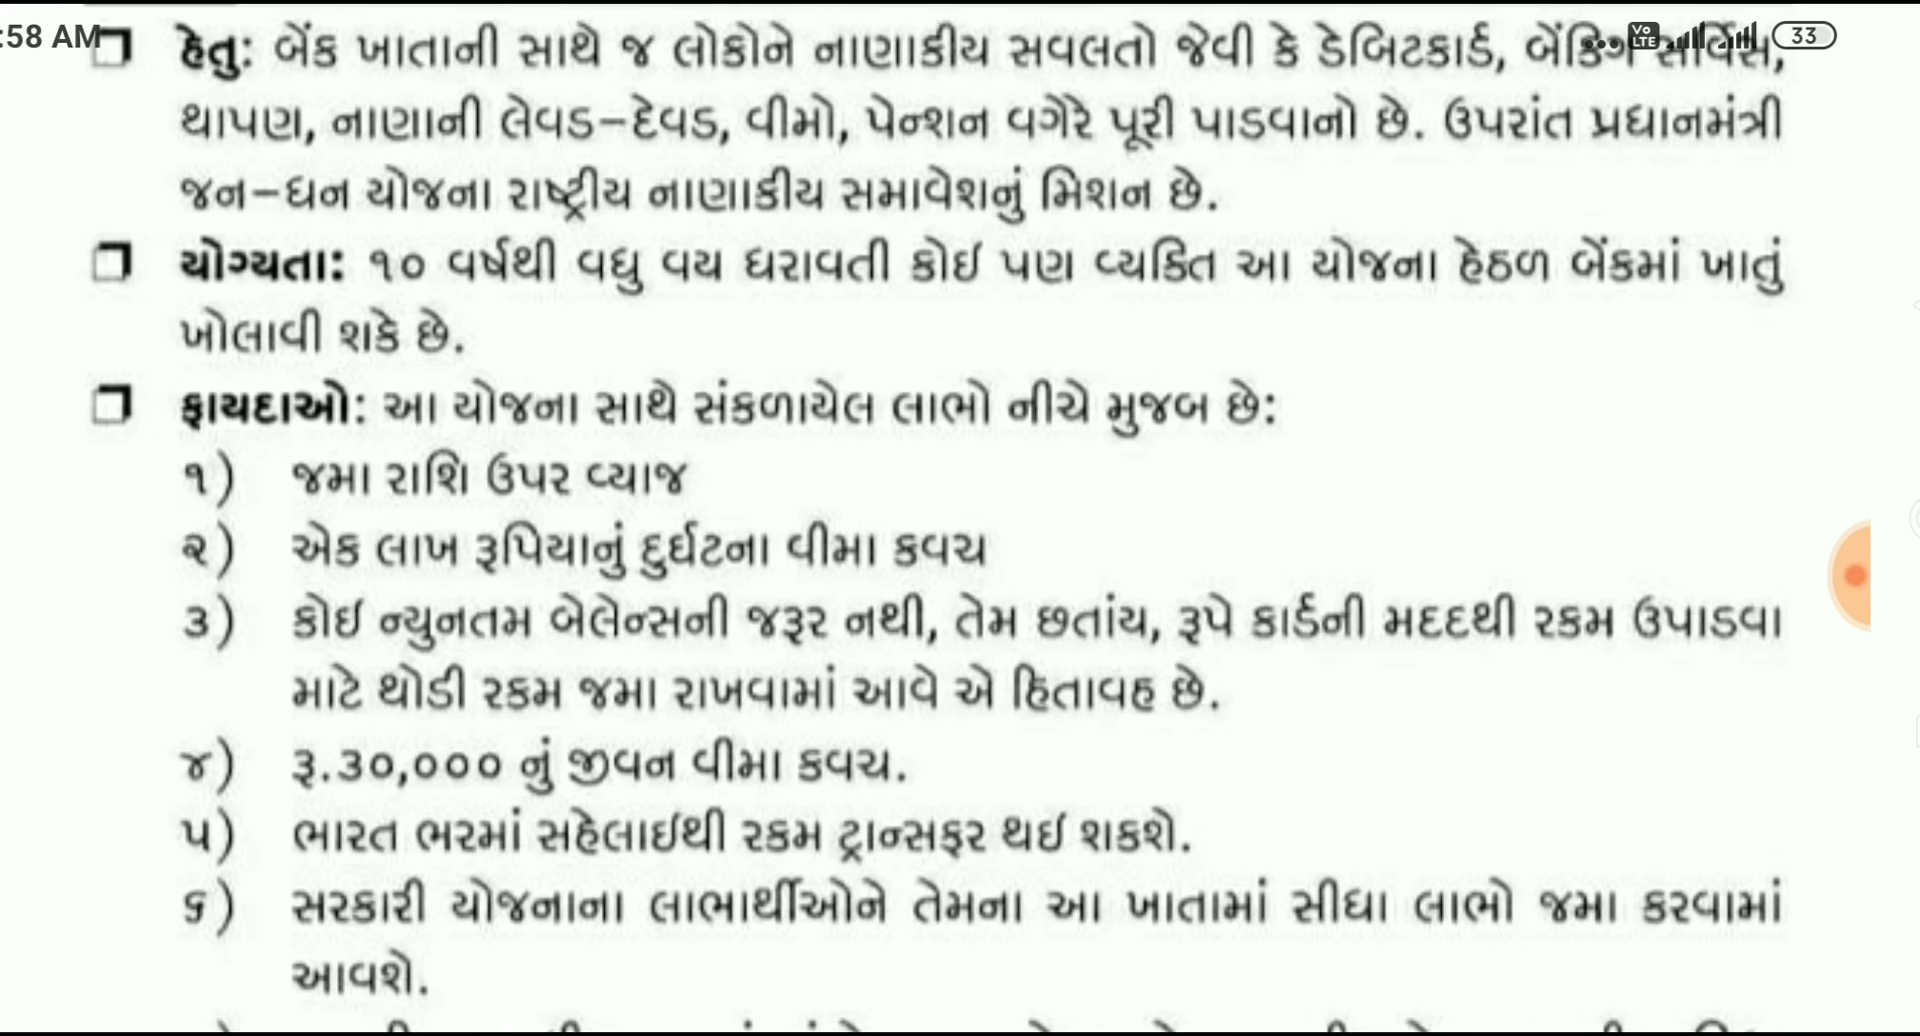 :58 AM
Vo LTE 33
❐ હેતુ: બેંક ખાતાની સાથે જ લોકોને નાણાકીય સવલતો જેવી કે ડેબિટકાર્ડ, બેંકિંગ સર્વિસ,
થાપણ, નાણાની લેવડ-દેવડ, વીમો, પેન્શન વગેરે પૂરી પાડવાનો છે. ઉપરાંત પ્રધાનમંત્રી
જન-ધન યોજના રાષ્ટ્રીય નાણાકીય સમાવેશનું મિશન છે.
❐ યોગ્યતા: ૧૦ વર્ષથી વધુ વય ધરાવતી કોઈ પણ વ્યક્તિ આ યોજના હેઠળ બેંકમાં ખાતું
ખોલાવી શકે છે.
❐ ફાયદાઓ: આ યોજના સાથે સંકળાયેલ લાભો નીચે મુજબ છે:
૧) જમા રાશિ ઉપર વ્યાજ
૨) એક લાખ રૂપિયાનું દુર્ઘટના વીમા કવચ
૩) કોઈ ન્યુનતમ બેલેન્સની જરૂર નથી, તેમ છતાંય, રૂપે કાર્ડની મદદથી રકમ ઉપાડવા
માટે થોડી રકમ જમા રાખવામાં આવે એ હિતાવહ છે.
૪) રૂ.૩૦,૦૦૦ નું જીવન વીમા કવચ.
૫) ભારત ભરમાં સહેલાઈથી રકમ ટ્રાન્સફર થઈ શકશે.
૬) સરકારી યોજનાના લાભાર્થીઓને તેમના આ ખાતામાં સીધા લાભો જમા કરવામાં
આવશે.